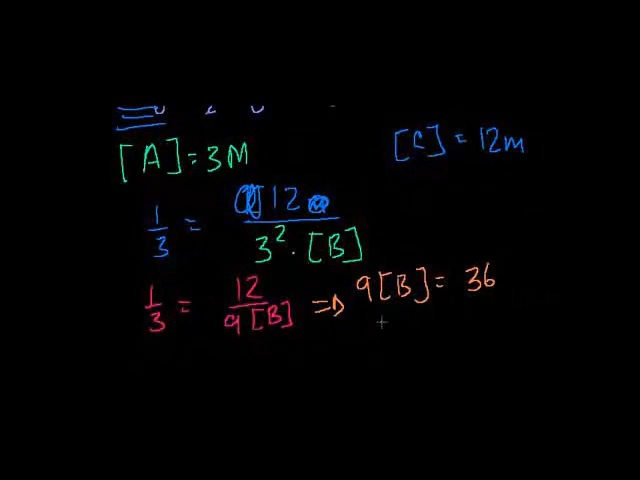 [A] = 3M
[C] = 12M
1/3 = 12 / 3² · [B]
1/3 = 12 / 9[B] ⇒ 9[B] = 36